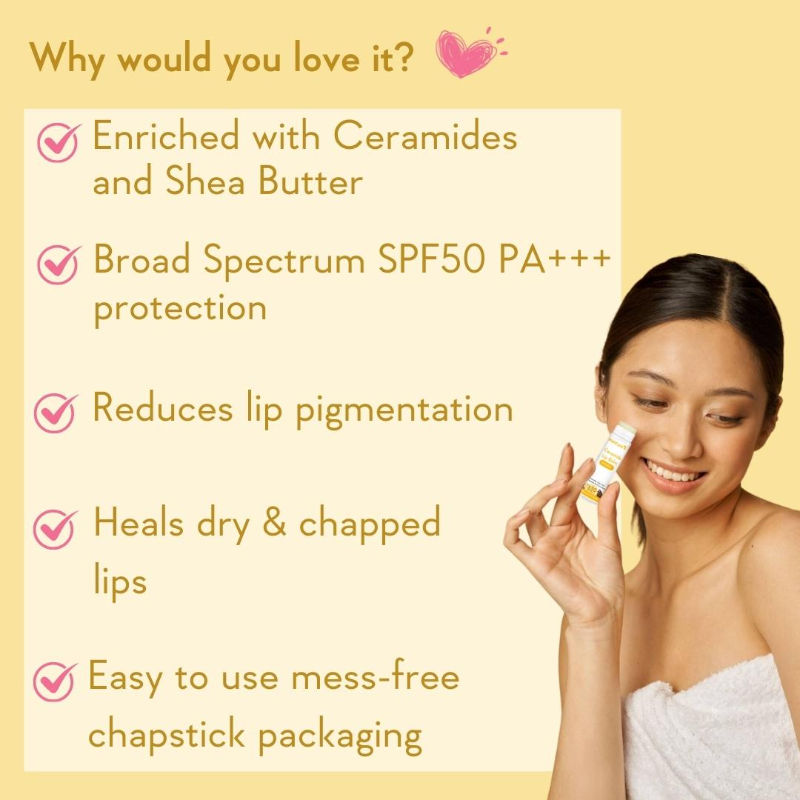 Why would you love it?
Enriched with Ceramides
and Shea Butter
Broad Spectrum SPF50 PA+++
protection
Reduces lip pigmentation
Heals dry & chapped
lips
Easy to use mess-free
chapstick packaging